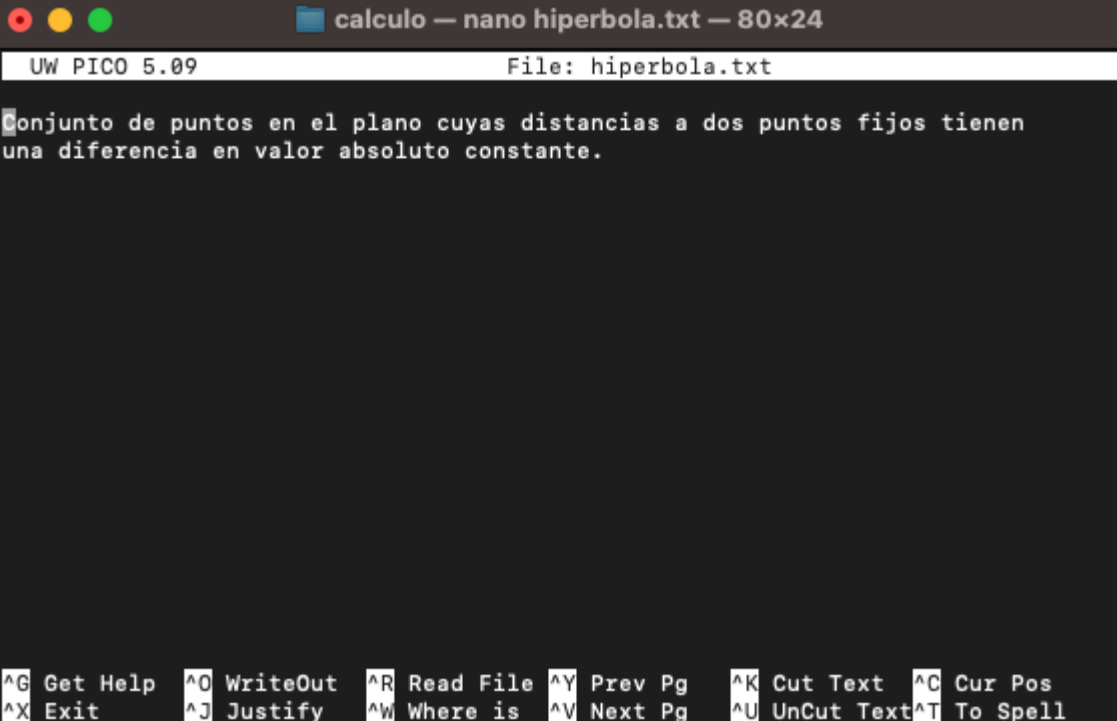 calculo — nano hiperbola.txt — 80×24
UW PICO 5.09 File: hiperbola.txt
Conjunto de puntos en el plano cuyas distancias a dos puntos fijos tienen
una diferencia en valor absoluto constante.
^G Get Help ^O WriteOut ^R Read File ^Y Prev Pg ^K Cut Text ^C Cur Pos
^X Exit ^J Justify ^W Where is ^V Next Pg ^U UnCut Text^T To Spell